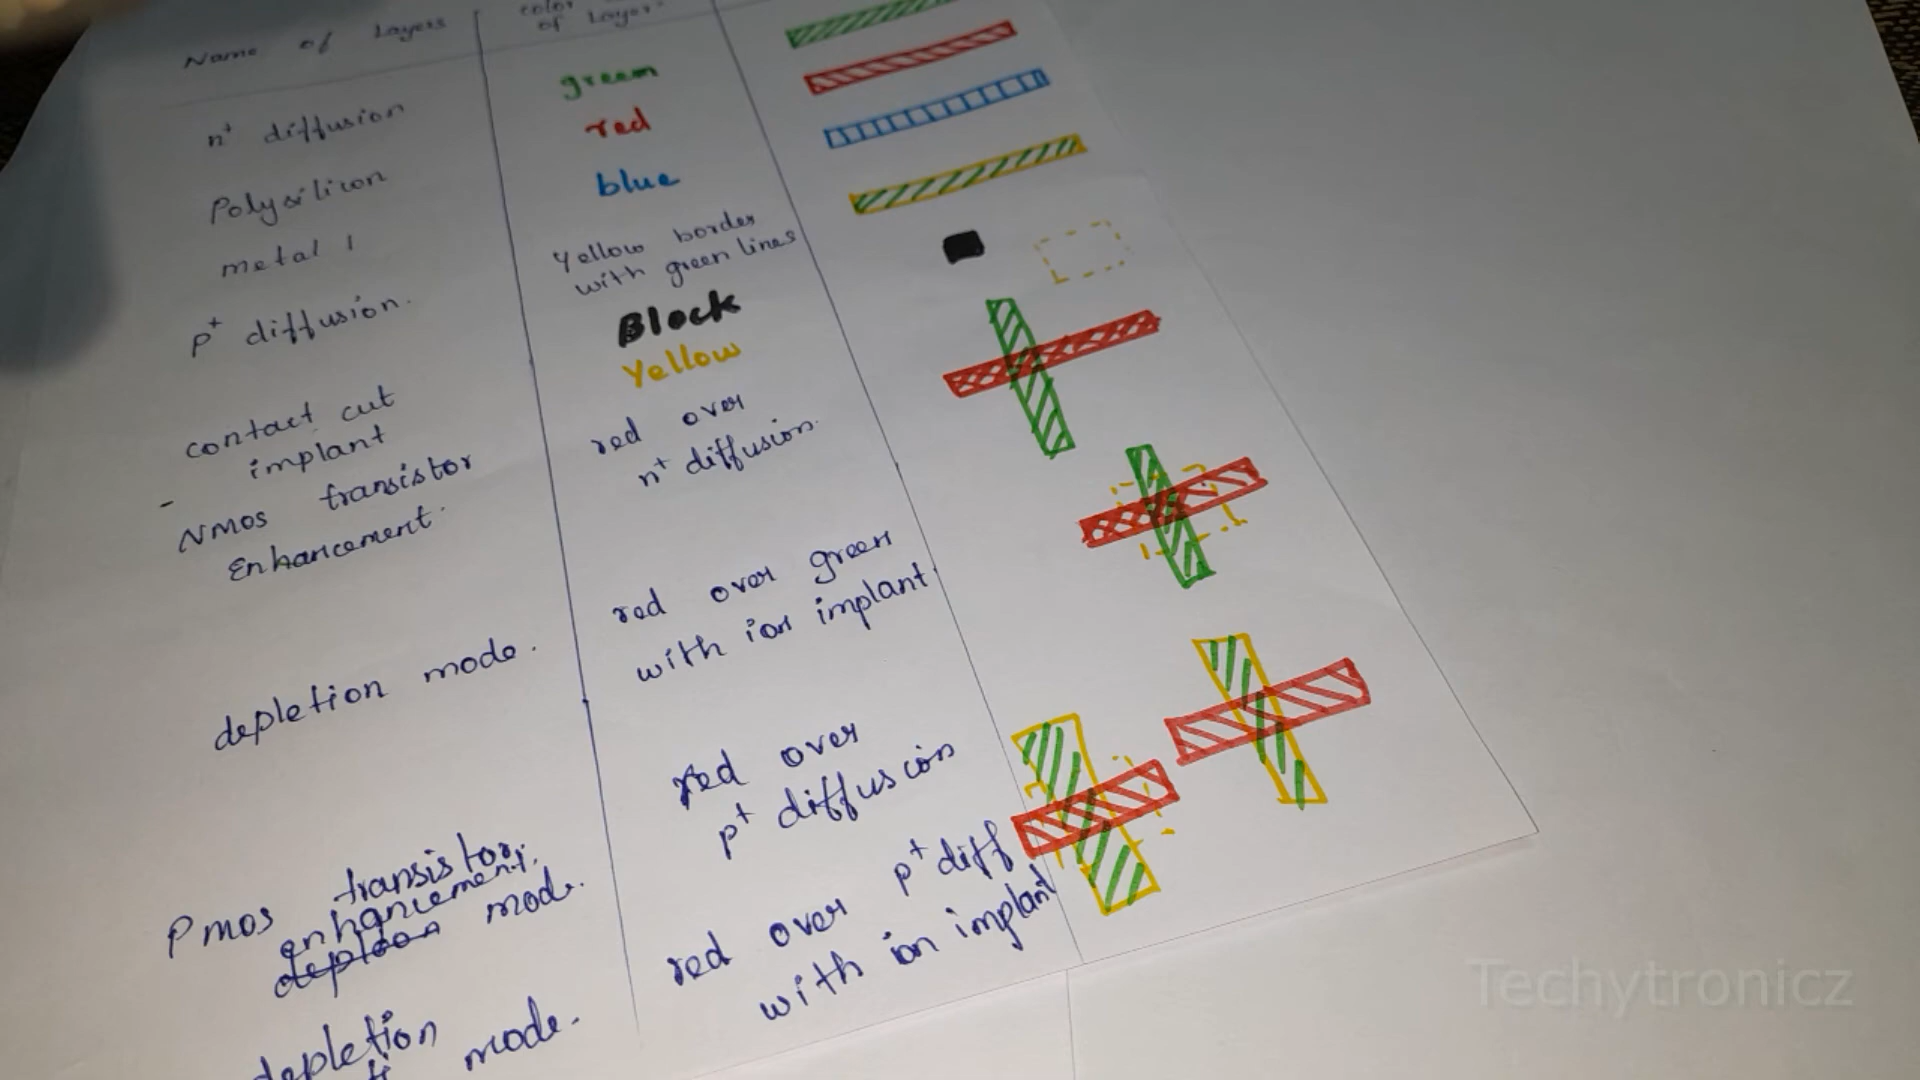 Name of Layers
color
of Layer
n+ diffusion
green
Polysilicon
red
metal 1
blue
p+ diffusion.
Yellow border
with green lines
contact cut
Block
implant
Yellow
- NMOS transistor
Enhancement.
red over
n+ diffusion.
depletion mode.
red over green
with ion implant
PMOS transistor
enhancement.
mode.
red over
p+ diffusion
depletion
mode.
red over p+ diff
with ion implant
Techytronicz